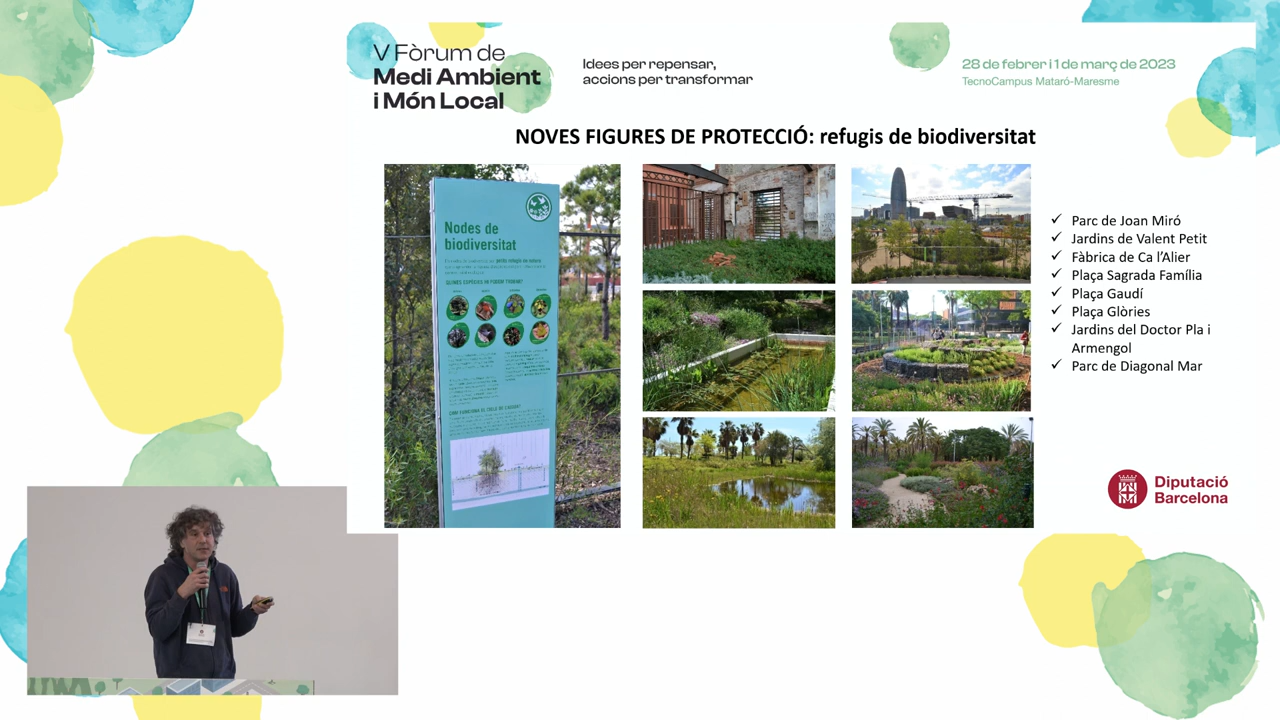 V Fòrum de
Medi Ambient
i Món Local
Idees per repensar,
accions per transformar
28 de febrer i 1 de març de 2023
TecnoCampus Mataró-Maresme
NOVES FIGURES DE PROTECCIÓ: refugis de biodiversitat
Nodes de
biodiversitat
✓ Parc de Joan Miró
✓ Jardins de Valent Petit
✓ Fàbrica de Ca l’Alier
✓ Plaça Sagrada Família
✓ Plaça Gaudí
✓ Plaça Glòries
✓ Jardins del Doctor Pla i
Armengol
✓ Parc de Diagonal Mar
Diputació
Barcelona